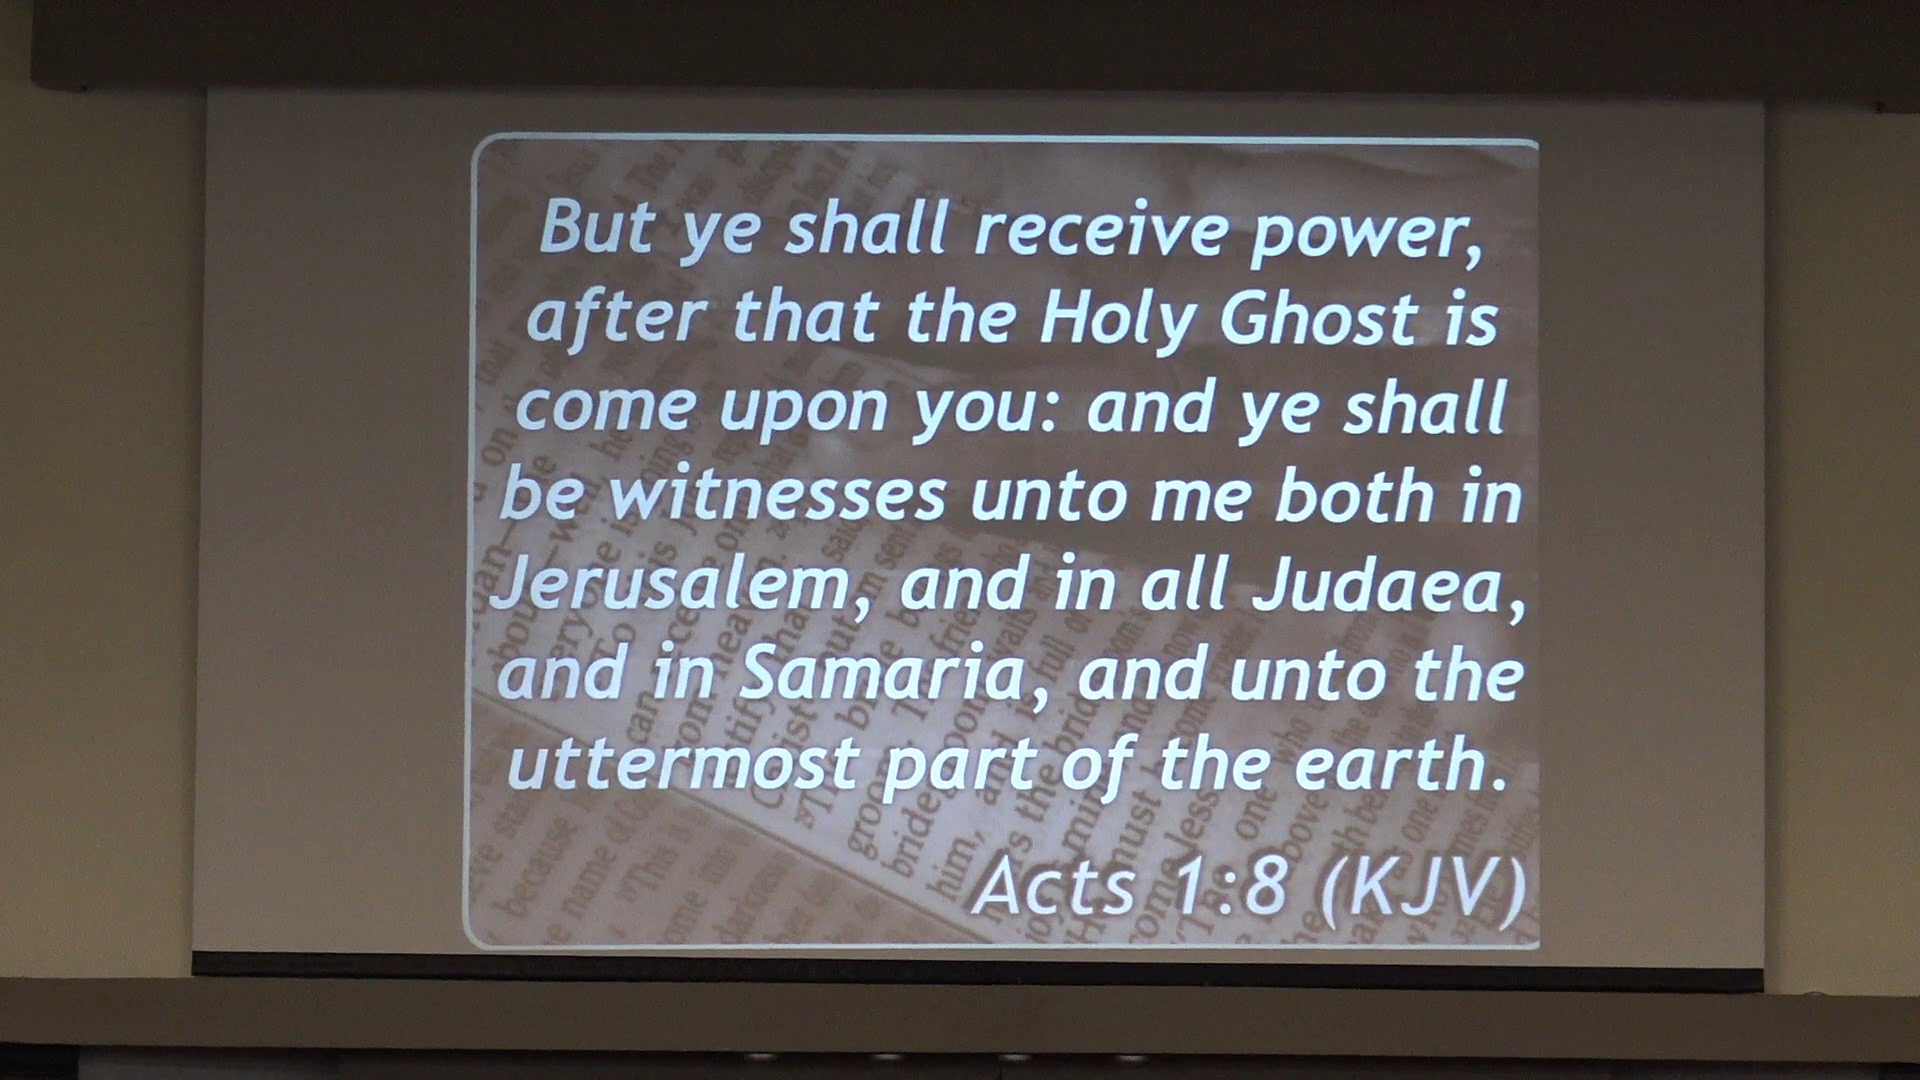 But ye shall receive power,
after that the Holy Ghost is
come upon you: and ye shall
be witnesses unto me both in
Jerusalem, and in all Judaea,
and in Samaria, and unto the
uttermost part of the earth.
Acts 1:8 (KJV)